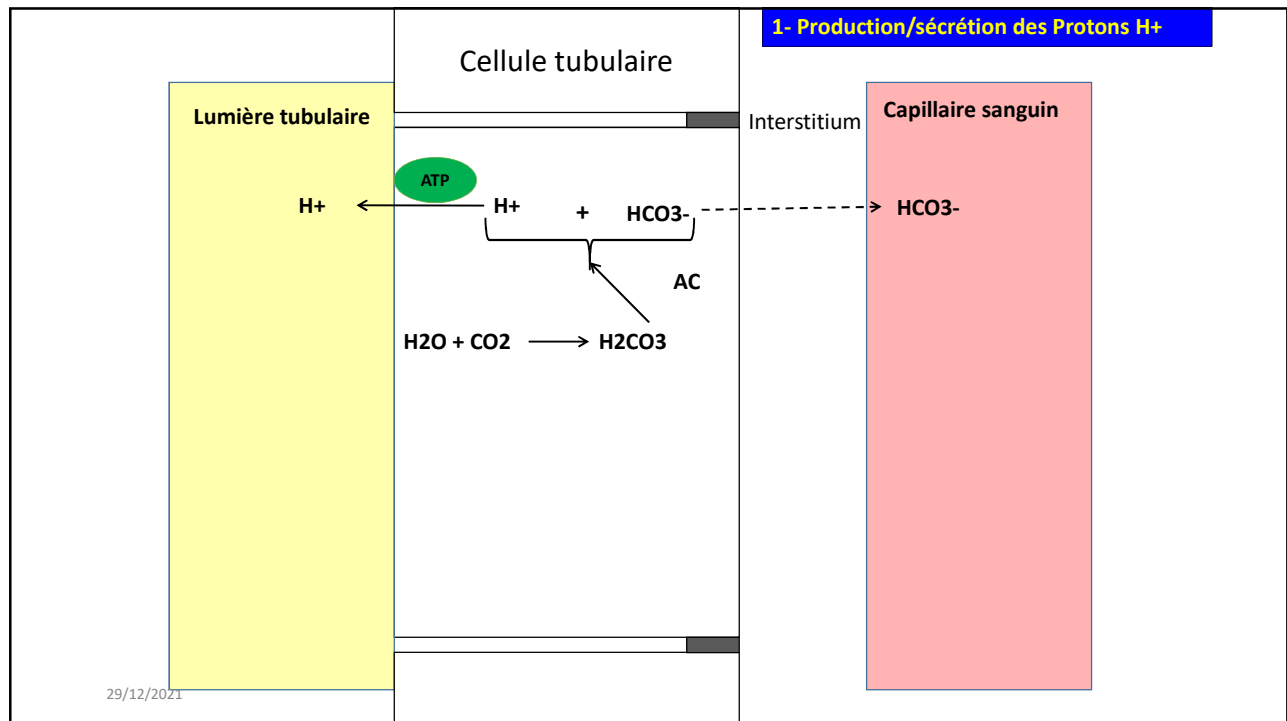 1- Production/sécrétion des Protons H+
Cellule tubulaire
Lumière tubulaire
Interstitium
Capillaire sanguin
ATP
H+
H+ + HCO3-
HCO3-
AC
H2O + CO2
H2CO3
29/12/2021